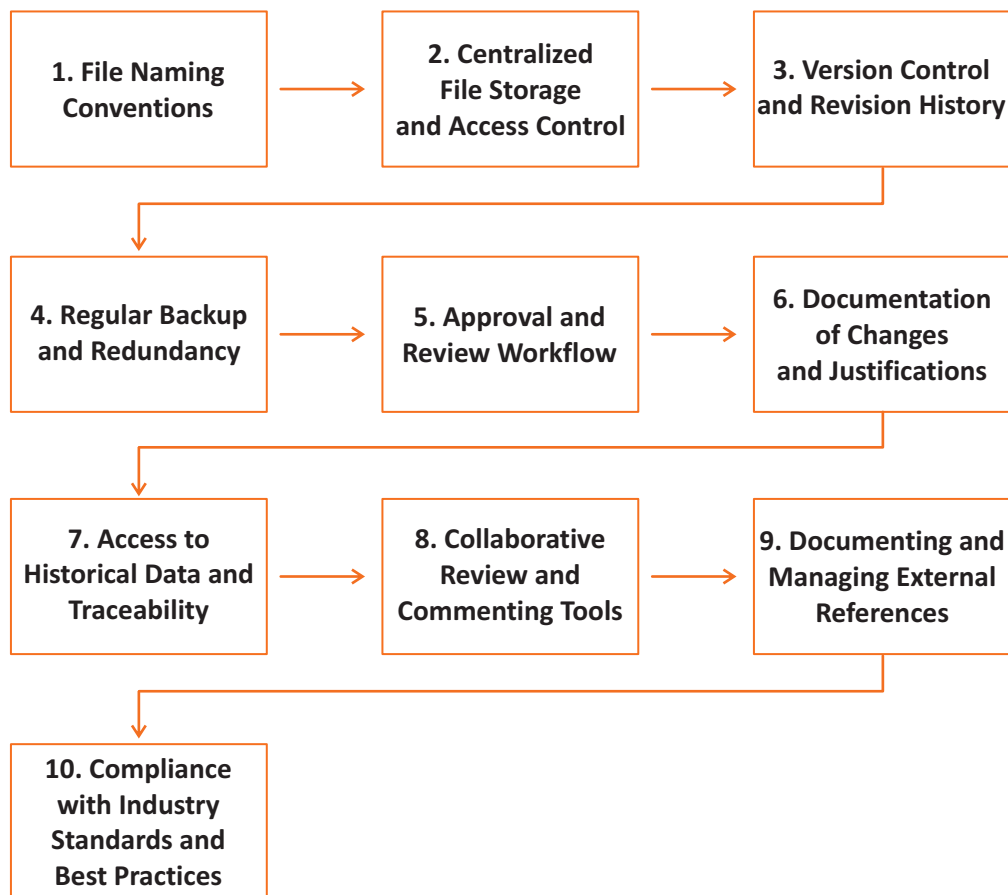 1. File Naming
Conventions
2. Centralized
File Storage
and Access Control
3. Version Control
and Revision History
4. Regular Backup
and Redundancy
5. Approval and
Review Workflow
6. Documentation
of Changes
and Justifications
7. Access to
Historical Data and
Traceability
8. Collaborative
Review and
Commenting Tools
9. Documenting and
Managing External
References
10. Compliance
with Industry
Standards and
Best Practices